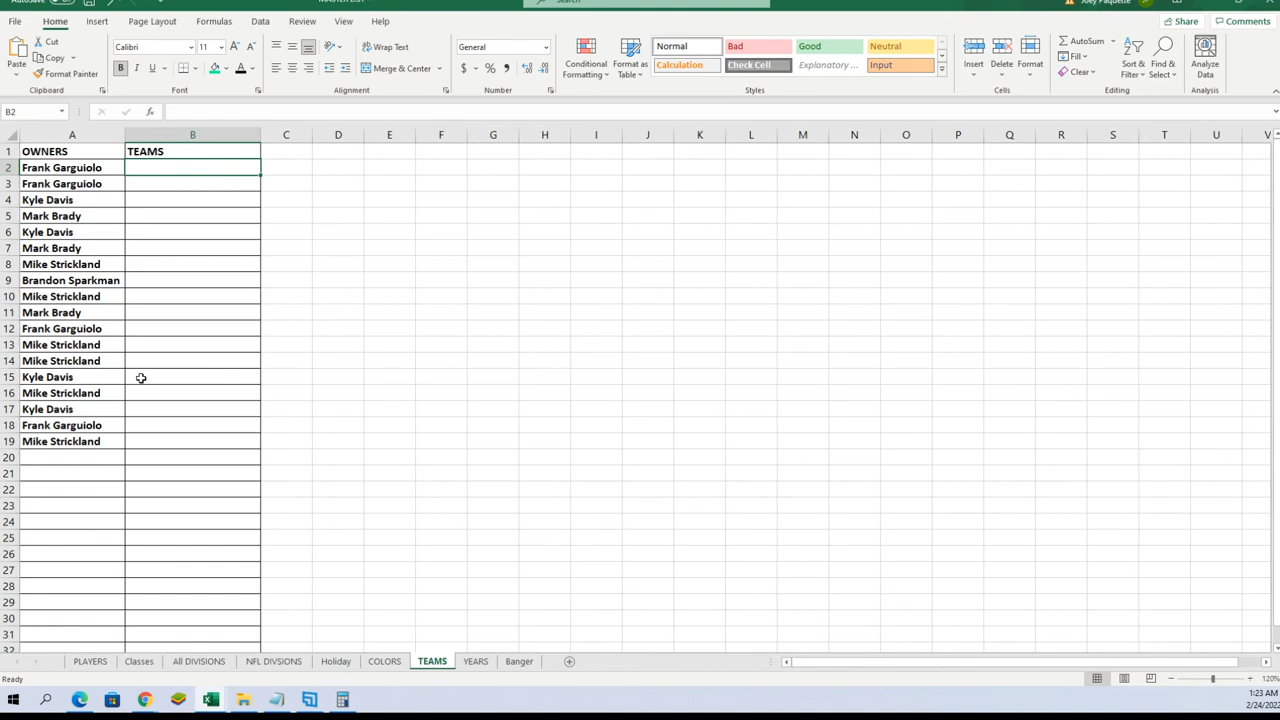 Search
Joey Paquette
File Home Insert Page Layout Formulas Data Review View Help Share Comments
Paste Cut Copy Format Painter Clipboard
Calibri 11 A A B I U A Font
Wrap Text Merge & Center Alignment
General $ % , Number
Conditional Formatting Format as Table
Normal Bad Good Neutral
Calculation Check Cell Explanatory ... Input
Styles
Insert Delete Format Cells
AutoSum Fill Clear Sort & Filter Find & Select Editing
Analyze Data Analysis
B2 fx
A B C D E F G H I J K L M N O P Q R S T U V
1 OWNERS TEAMS
2 Frank Garguiolo
3 Frank Garguiolo
4 Kyle Davis
5 Mark Brady
6 Kyle Davis
7 Mark Brady
8 Mike Strickland
9 Brandon Sparkman
10 Mike Strickland
11 Mark Brady
12 Frank Garguiolo
13 Mike Strickland
14 Mike Strickland
15 Kyle Davis
16 Mike Strickland
17 Kyle Davis
18 Frank Garguiolo
19 Mike Strickland
20
21
22
23
24
25
26
27
28
29
30
31
32
PLAYERS Classes All DIVISIONS NFL DIVSIONS Holiday COLORS TEAMS YEARS Banger
Ready 120%
1:23 AM